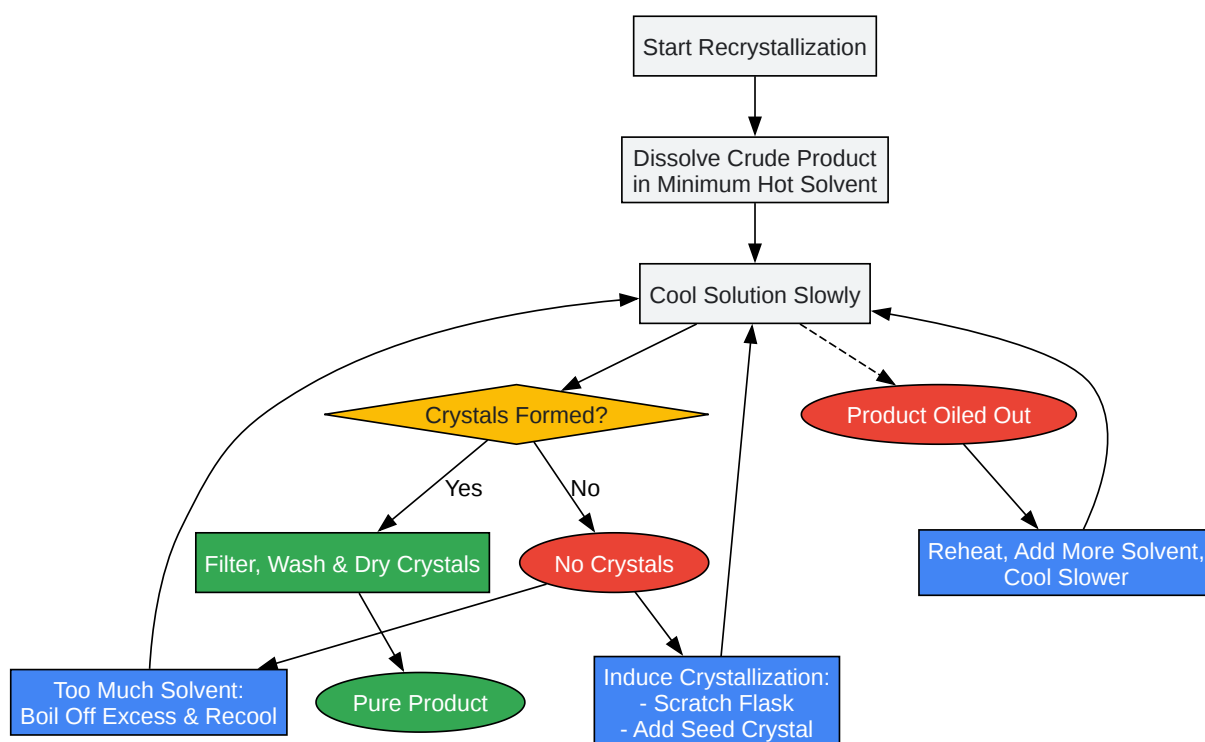 Start Recrystallization
Dissolve Crude Product
in Minimum Hot Solvent
Cool Solution Slowly
Crystals Formed?
Product Oiled Out
Yes
No
Filter, Wash & Dry Crystals
No Crystals
Reheat, Add More Solvent,
Cool Slower
Too Much Solvent:
Boil Off Excess & Recool
Pure Product
Induce Crystallization:
- Scratch Flask
- Add Seed Crystal